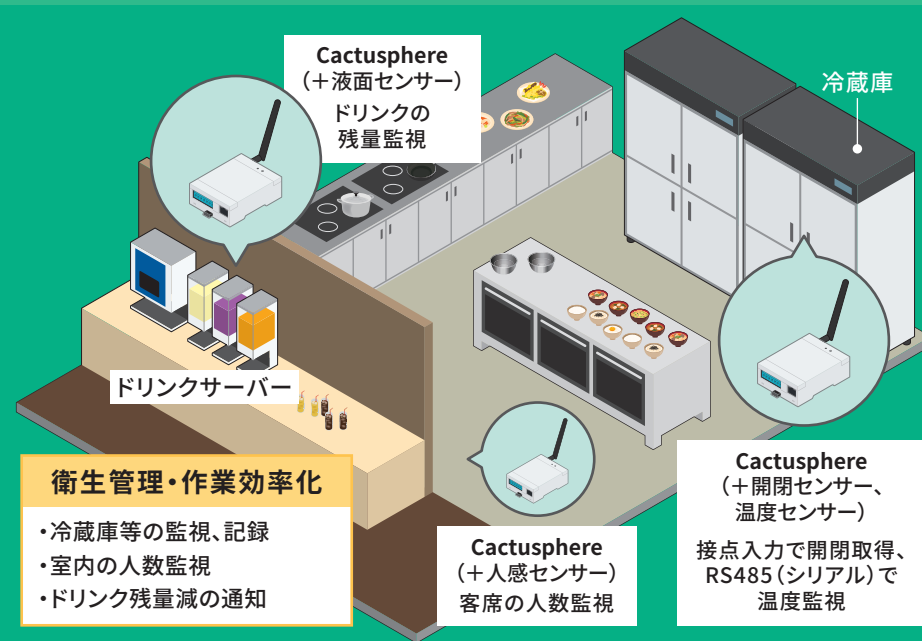 Cactusphere
(＋液面センサー)
ドリンクの
残量監視
冷蔵庫
ドリンクサーバー
衛生管理・作業効率化
・冷蔵庫等の監視、記録
・室内の人数監視
・ドリンク残量減の通知
Cactusphere
(＋人感センサー)
客席の人数監視
Cactusphere
(＋開閉センサー、
温度センサー)
接点入力で開閉取得、
RS485(シリアル)で
温度監視